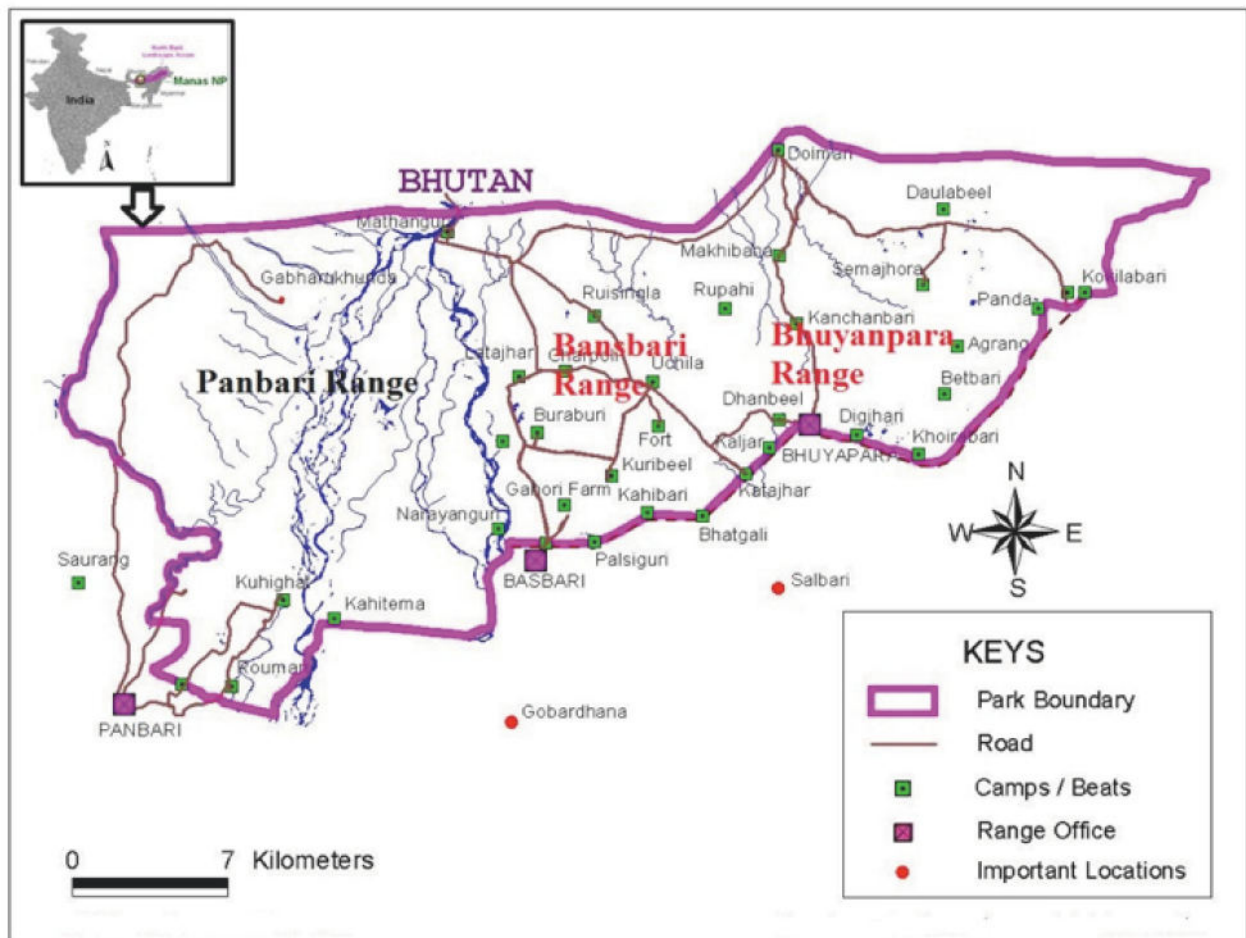 Manas NP
India
N
BHUTAN
Doimari
Daulabeel
Mathanguri
Makhibaha
Gabharukhunda
Semajhora
Kokilabari
Ruisingla
Rupahi
Panda
Kanchanbari
Bansbari
Range
Bhuyanpara
Range
Latajhar
Agrang
Panbari Range
Uchila
Betbari
Buraburi
Dhanbeel
Fort
Digjhari
Kaljar
BHUYAPARA
Khoirabari
Kuribeel
Katajhar
Gahori Farm
Kahibari
Narayanguri
Bhatgali
N
W
E
S
Saurang
BASBARI
Palsiguri
Salbari
Kuhighat
Kahitema
Rouman
PANBARI
Gobardhana
KEYS
Park Boundary
Road
Camps / Beats
Range Office
Important Locations
0
7
Kilometers